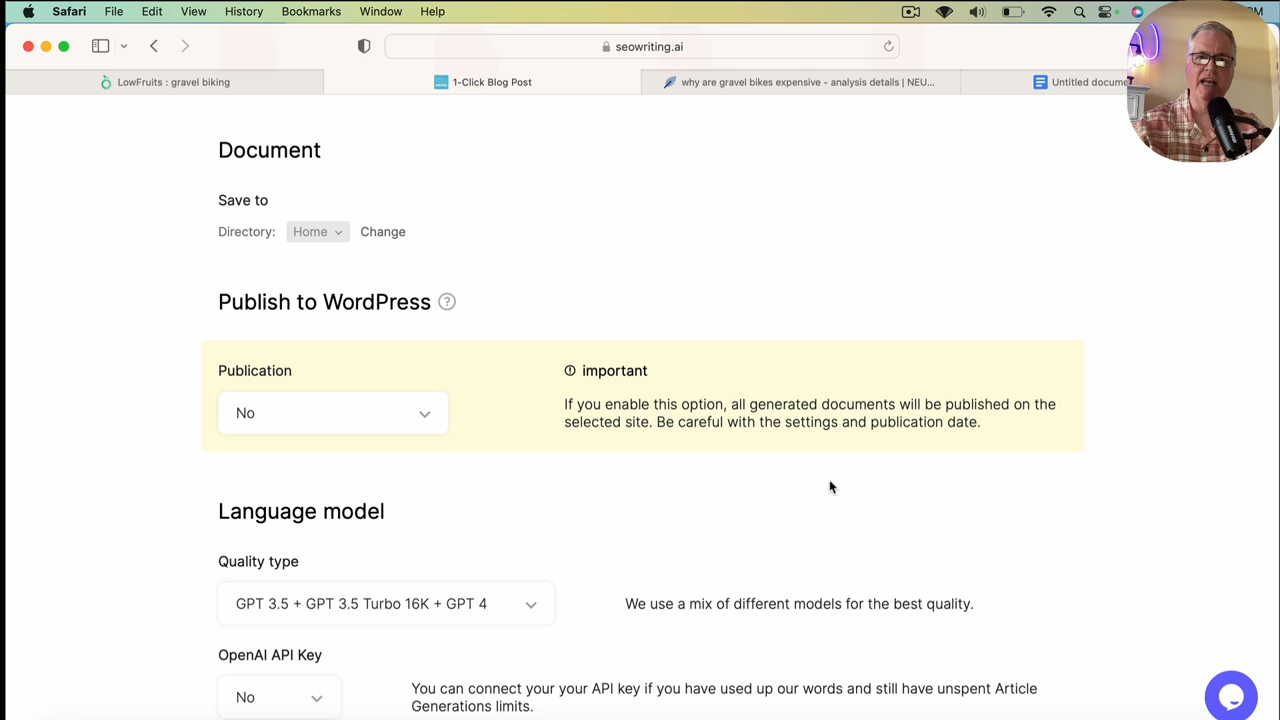 Safari File Edit View History Bookmarks Window Help
seowriting.ai
LowFruits : gravel biking
1-Click Blog Post
why are gravel bikes expensive - analysis details | NEU...
Untitled docume
Document
Save to
Directory: Home Change
Publish to WordPress ?
Publication
important
No
If you enable this option, all generated documents will be published on the
selected site. Be careful with the settings and publication date.
Language model
Quality type
GPT 3.5 + GPT 3.5 Turbo 16K + GPT 4
We use a mix of different models for the best quality.
OpenAI API Key
No
You can connect your your API key if you have used up our words and still have unspent Article
Generations limits.